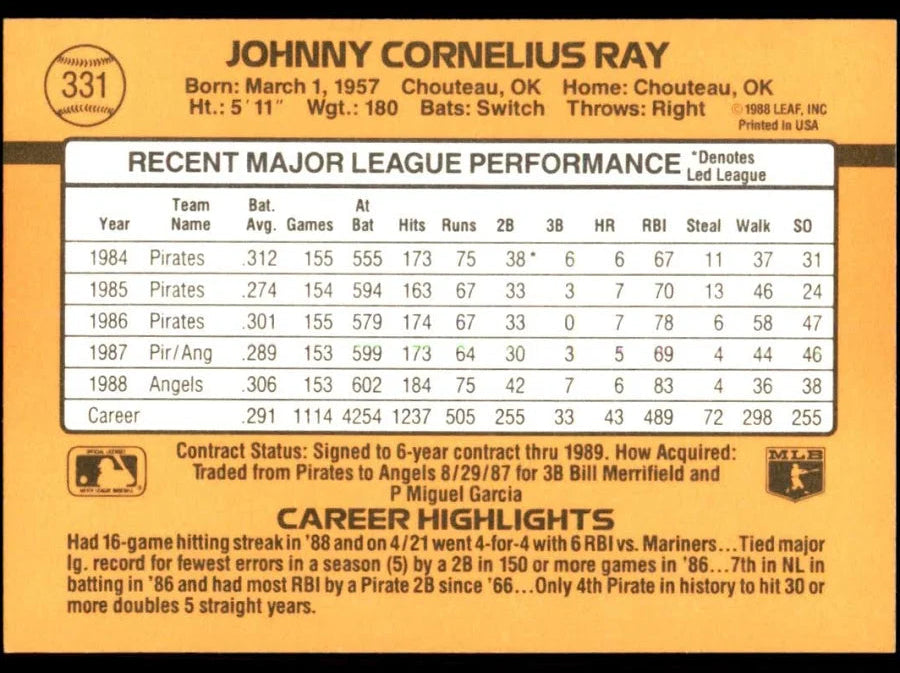 331
JOHNNY CORNELIUS RAY
Born: March 1, 1957 Chouteau, OK Home: Chouteau, OK
Ht.: 5'11" Wgt.: 180 Bats: Switch Throws: Right ©1988 LEAF, INC
Printed in USA
RECENT MAJOR LEAGUE PERFORMANCE *Denotes
Led League
Team Bat. At
Year Name Avg. Games Bat Hits Runs 2B 3B HR RBI Steal Walk SO
1984 Pirates .312 155 555 173 75 38* 6 6 67 11 37 31
1985 Pirates .274 154 594 163 67 33 3 7 70 13 46 24
1986 Pirates .301 155 579 174 67 33 0 7 78 6 58 47
1987 Pir/Ang .289 153 599 173 64 30 3 5 69 4 44 46
1988 Angels .306 153 602 184 75 42 7 6 83 4 36 38
Career .291 1114 4254 1237 505 255 33 43 489 72 298 255
Contract Status: Signed to 6-year contract thru 1989. How Acquired:
Traded from Pirates to Angels 8/29/87 for 3B Bill Merrifield and
P Miguel Garcia
MLB
CAREER HIGHLIGHTS
Had 16-game hitting streak in '88 and on 4/21 went 4-for-4 with 6 RBI vs. Mariners...Tied major
lg. record for fewest errors in a season (5) by a 2B in 150 or more games in '86...7th in NL in
batting in '86 and had most RBI by a Pirate 2B since '66...Only 4th Pirate in history to hit 30 or
more doubles 5 straight years.